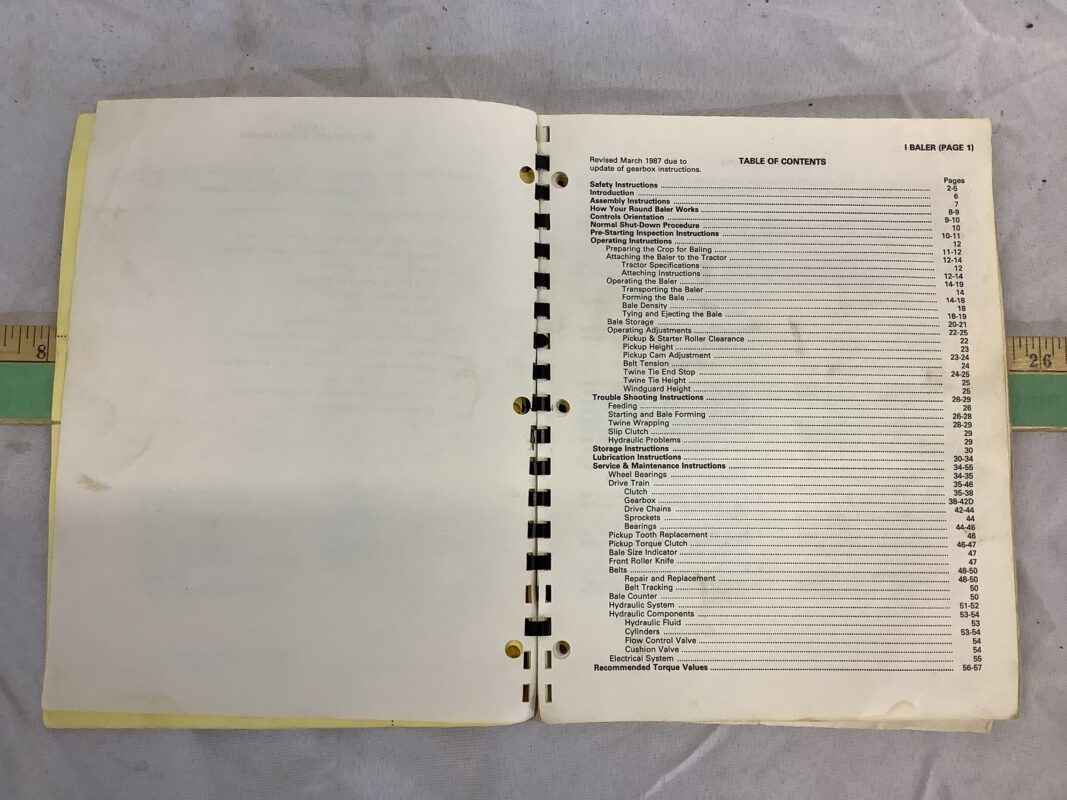 I BALER (PAGE 1)
Revised March 1987 due to
update of gearbox instructions.
TABLE OF CONTENTS
Pages
Safety Instructions 2-5
Introduction 6
Assembly Instructions 7
How Your Round Baler Works 8-9
Controls Orientation 9-10
Normal Shut-Down Procedure 10
Pre-Starting Inspection Instructions 10-11
Operating Instructions 12
Preparing the Crop for Baling 11-12
Attaching the Baler to the Tractor 12-14
Tractor Specifications 12
Attaching Instructions 12-14
Operating the Baler 14-19
Transporting the Baler 14
Forming the Bale 14-18
Bale Density 18
Tying and Ejecting the Bale 18-19
Bale Storage 20-21
Operating Adjustments 22-25
Pickup & Starter Roller Clearance 22
Pickup Height 23
Pickup Cam Adjustment 23-24
Belt Tension 24
Twine Tie End Stop 24-25
Twine Tie Height 25
Windguard Height 25
Trouble Shooting Instructions 26-29
Feeding 26
Starting and Bale Forming 26-28
Twine Wrapping 28-29
Slip Clutch 29
Hydraulic Problems 29
Storage Instructions 30
Lubrication Instructions 30-34
Service & Maintenance Instructions 34-55
Wheel Bearings 34-35
Drive Train 35-46
Clutch 35-38
Gearbox 38-42D
Drive Chains 42-44
Sprockets 44
Bearings 44-46
Pickup Tooth Replacement 46
Pickup Torque Clutch 46-47
Bale Size Indicator 47
Front Roller Knife 47
Belts 48-50
Repair and Replacement 48-50
Belt Tracking 50
Bale Counter 50
Hydraulic System 51-52
Hydraulic Components 53-54
Hydraulic Fluid 53
Cylinders 53-54
Flow Control Valve 54
Cushion Valve 54
Electrical System 55
Recommended Torque Values 56-57
8
26